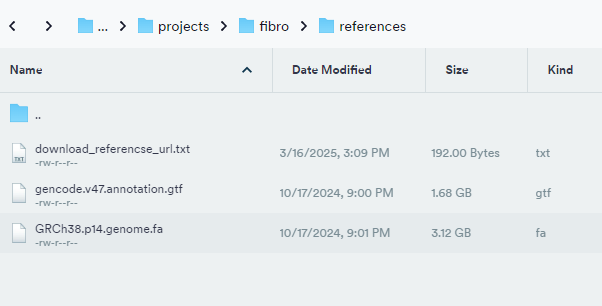 ... projects fibro references
Name Date Modified Size Kind
..
download_referencse_url.txt 3/16/2025, 3:09 PM 192.00 Bytes txt
-rw-r--r--
gencode.v47.annotation.gtf 10/17/2024, 9:00 PM 1.68 GB gtf
-rw-r--r--
GRCh38.p14.genome.fa 10/17/2024, 9:01 PM 3.12 GB fa
-rw-r--r--